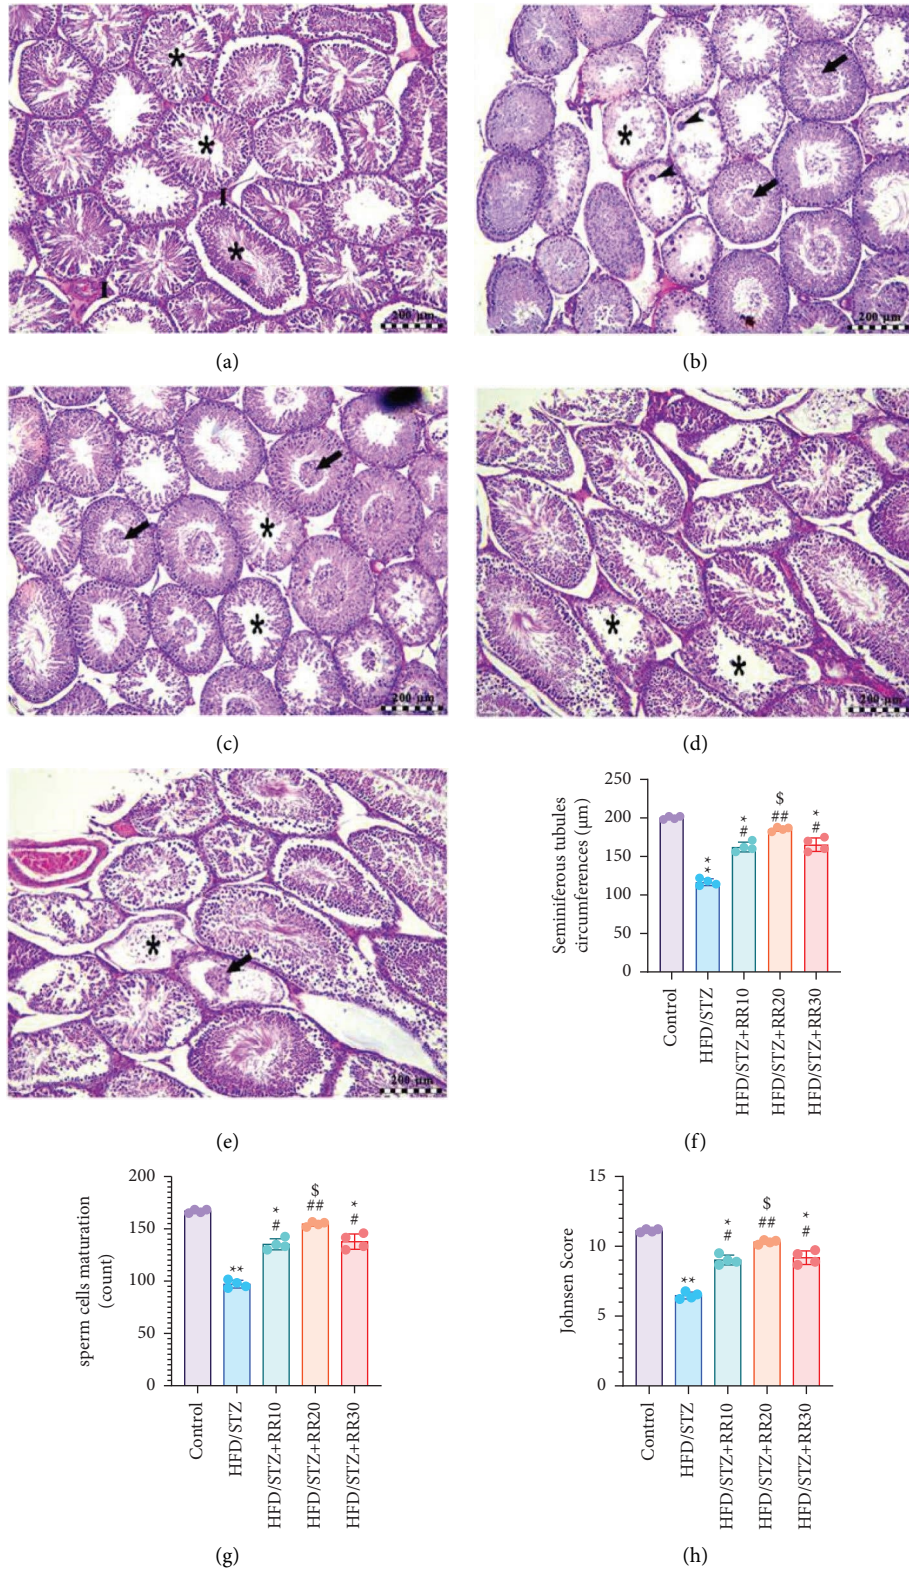 *
*
I
*
I
200 µm
(a)
*
200 µm
(b)
*
*
200 µm
(c)
*
*
200 µm
(d)
*
200 µm
(e)
Seminiferous tubules
circumferences (µm)
250
200
150
100
50
0
*
*
*
#
$
##
*
#
Control
HFD/STZ
HFD/STZ+RR10
HFD/STZ+RR20
HFD/STZ+RR30
(f)
sperm cells maturation
(count)
200
150
100
50
0
**
*
#
$
##
*
#
Control
HFD/STZ
HFD/STZ+RR10
HFD/STZ+RR20
HFD/STZ+RR30
(g)
Johnsen Score
15
10
5
0
**
*
#
$
##
*
#
Control
HFD/STZ
HFD/STZ+RR10
HFD/STZ+RR20
HFD/STZ+RR30
(h)